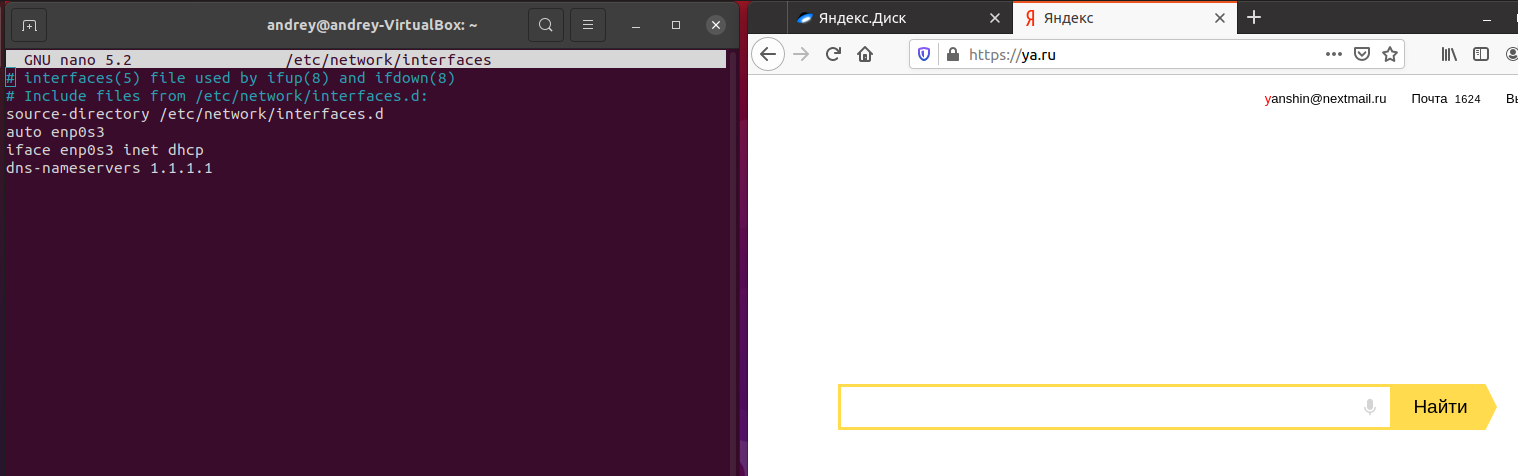 andrey@andrey-VirtualBox: ~
GNU nano 5.2 /etc/network/interfaces
# interfaces(5) file used by ifup(8) and ifdown(8)
# Include files from /etc/network/interfaces.d:
source-directory /etc/network/interfaces.d
auto enp0s3
iface enp0s3 inet dhcp
dns-nameservers 1.1.1.1
Яндекс.Диск
Я Яндекс
https://ya.ru
yanshin@nextmail.ru Почта 1624 Вы
Найти